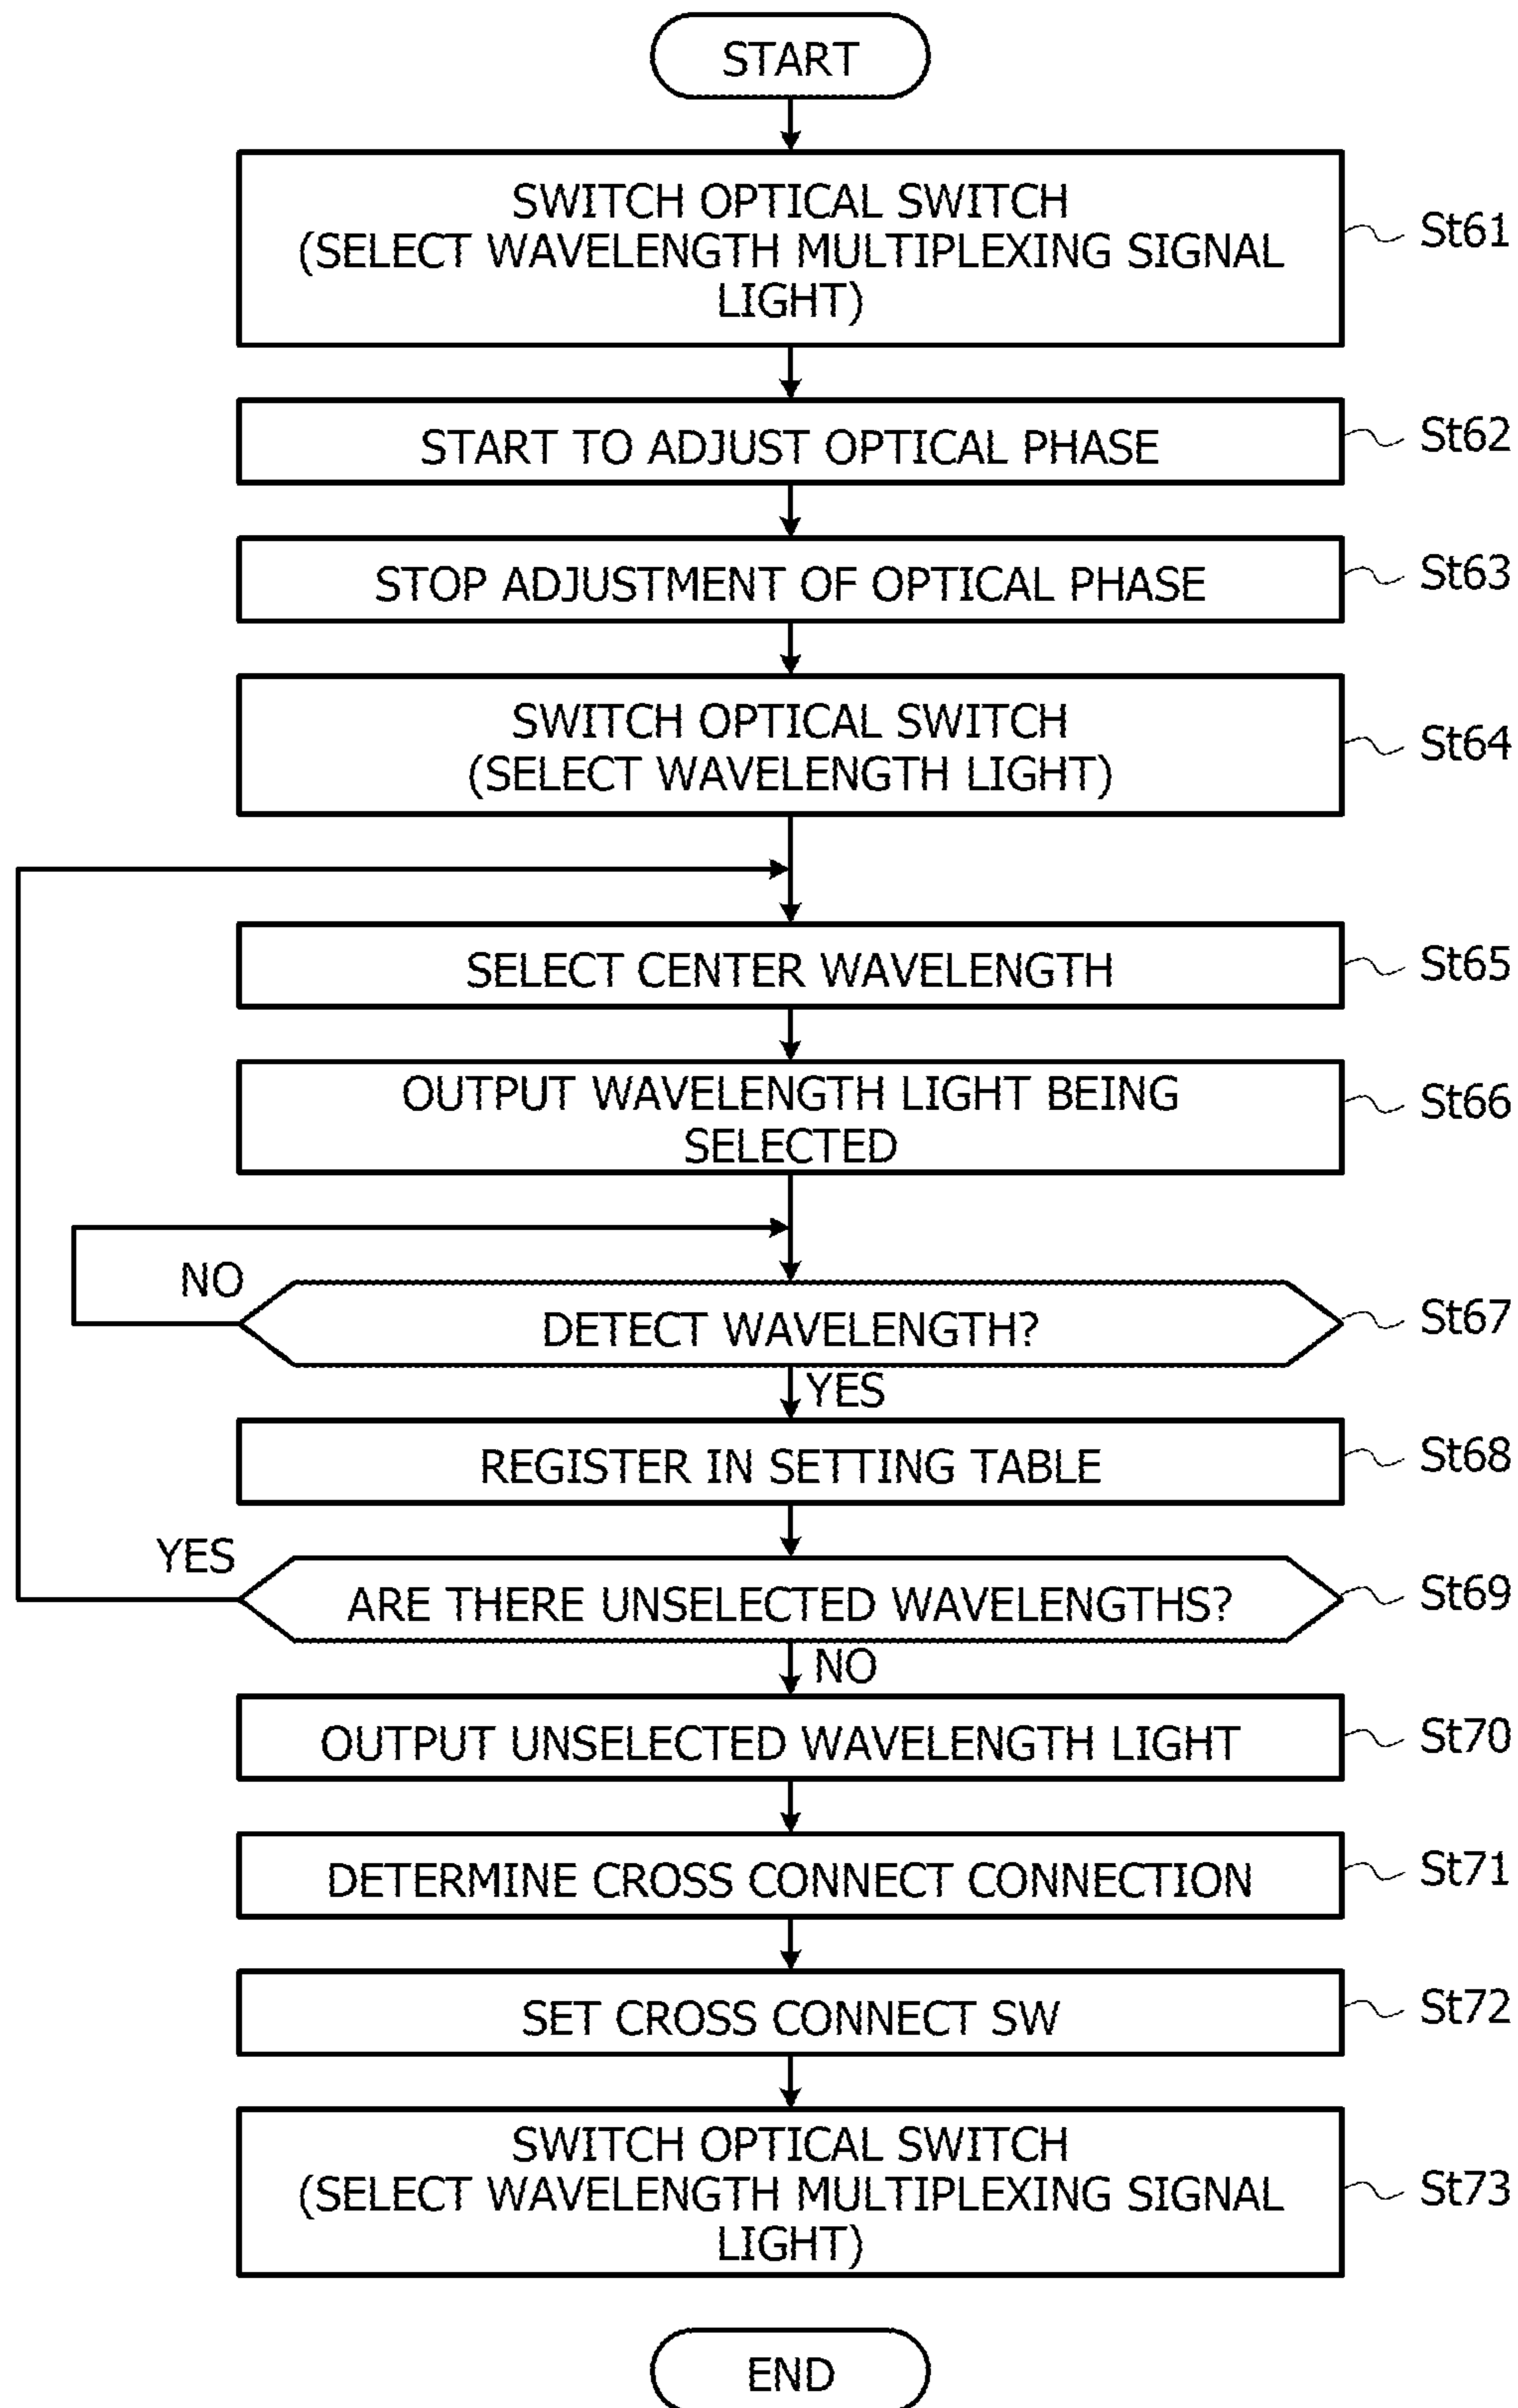 START
SWITCH OPTICAL SWITCH
(SELECT WAVELENGTH MULTIPLEXING SIGNAL
LIGHT)
St61
START TO ADJUST OPTICAL PHASE
St62
STOP ADJUSTMENT OF OPTICAL PHASE
St63
SWITCH OPTICAL SWITCH
(SELECT WAVELENGTH LIGHT)
St64
SELECT CENTER WAVELENGTH
St65
OUTPUT WAVELENGTH LIGHT BEING
SELECTED
St66
NO
DETECT WAVELENGTH?
St67
YES
REGISTER IN SETTING TABLE
St68
YES
ARE THERE UNSELECTED WAVELENGTHS?
St69
NO
OUTPUT UNSELECTED WAVELENGTH LIGHT
St70
DETERMINE CROSS CONNECT CONNECTION
St71
SET CROSS CONNECT SW
St72
SWITCH OPTICAL SWITCH
(SELECT WAVELENGTH MULTIPLEXING SIGNAL
LIGHT)
St73
END